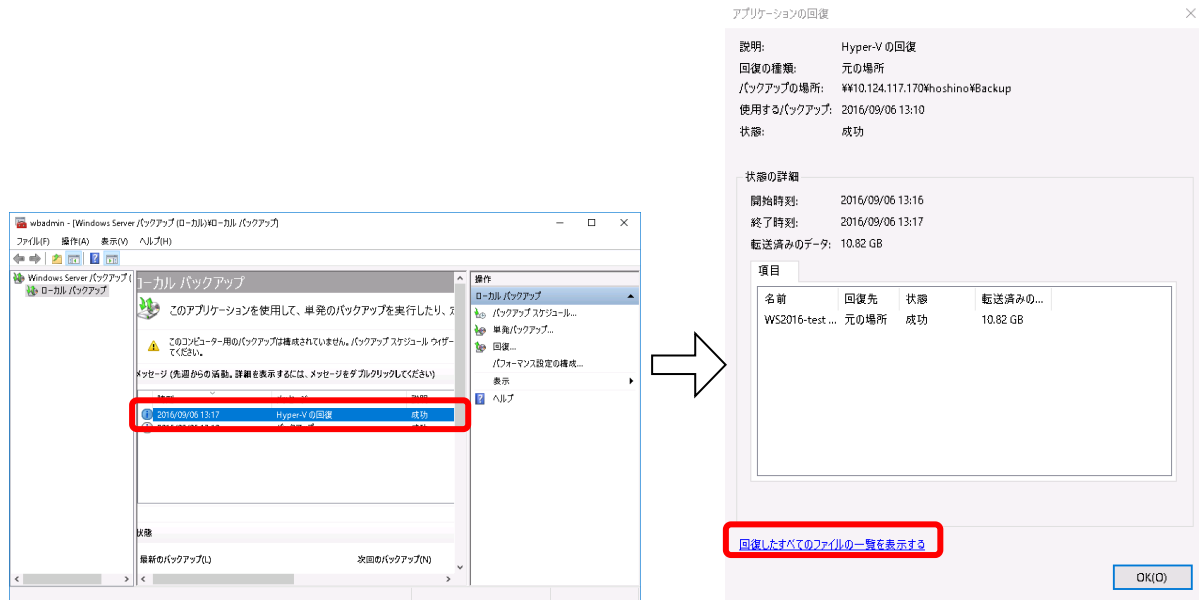 wbadmin - [Windows Server バックアップ (ローカル)¥ローカル バックアップ]
ファイル(F) 操作(A) 表示(V) ヘルプ(H)
Windows Server バックアップ (
ローカル バックアップ
ーカル バックアップ
このアプリケーションを使用して、単発のバックアップを実行したり、
このコンピューター用のバックアップは構成されていません。バックアップ スケジュール ウィザー
てください。
メッセージ (先週からの活動。詳細を表示するには、メッセージをダブルクリックしてください)
2016/09/06 13:17 Hyper-V の回復 成功
状態
最新のバックアップ(L) 次回のバックアップ(N)
操作
ローカル バックアップ
バックアップ スケジュール...
単発バックアップ...
回復...
パフォーマンス設定の構成...
表示
ヘルプ
アプリケーションの回復
説明: Hyper-V の回復
回復の種類: 元の場所
バックアップの場所: ¥¥10.124.117.170¥hoshino¥Backup
使用するバックアップ: 2016/09/06 13:10
状態: 成功
状態の詳細
開始時刻: 2016/09/06 13:16
終了時刻: 2016/09/06 13:17
転送済みのデータ: 10.82 GB
項目
名前 回復先 状態 転送済みの...
WS2016-test ... 元の場所 成功 10.82 GB
回復したすべてのファイルの一覧を表示する
OK(O)